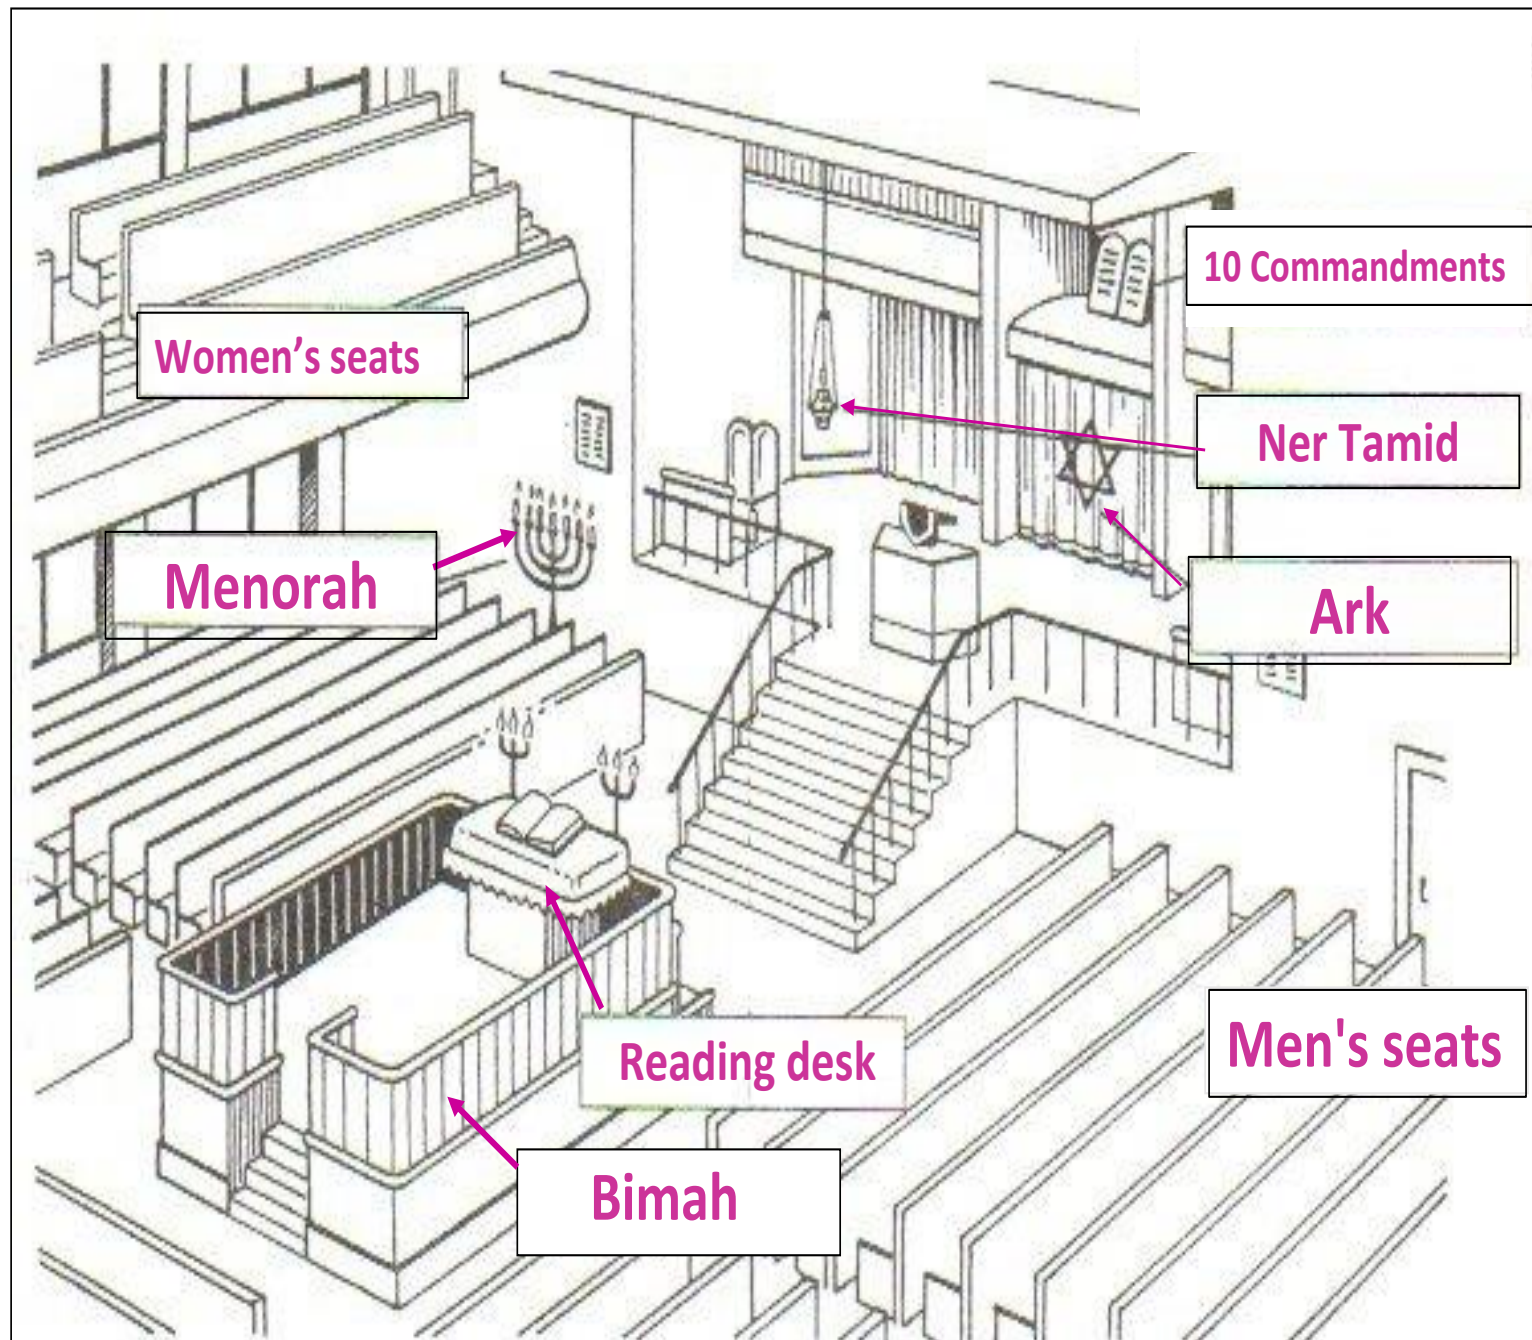 10 Commandments
Women’s seats
Ner Tamid
Menorah
Ark
Men's seats
Reading desk
Bimah